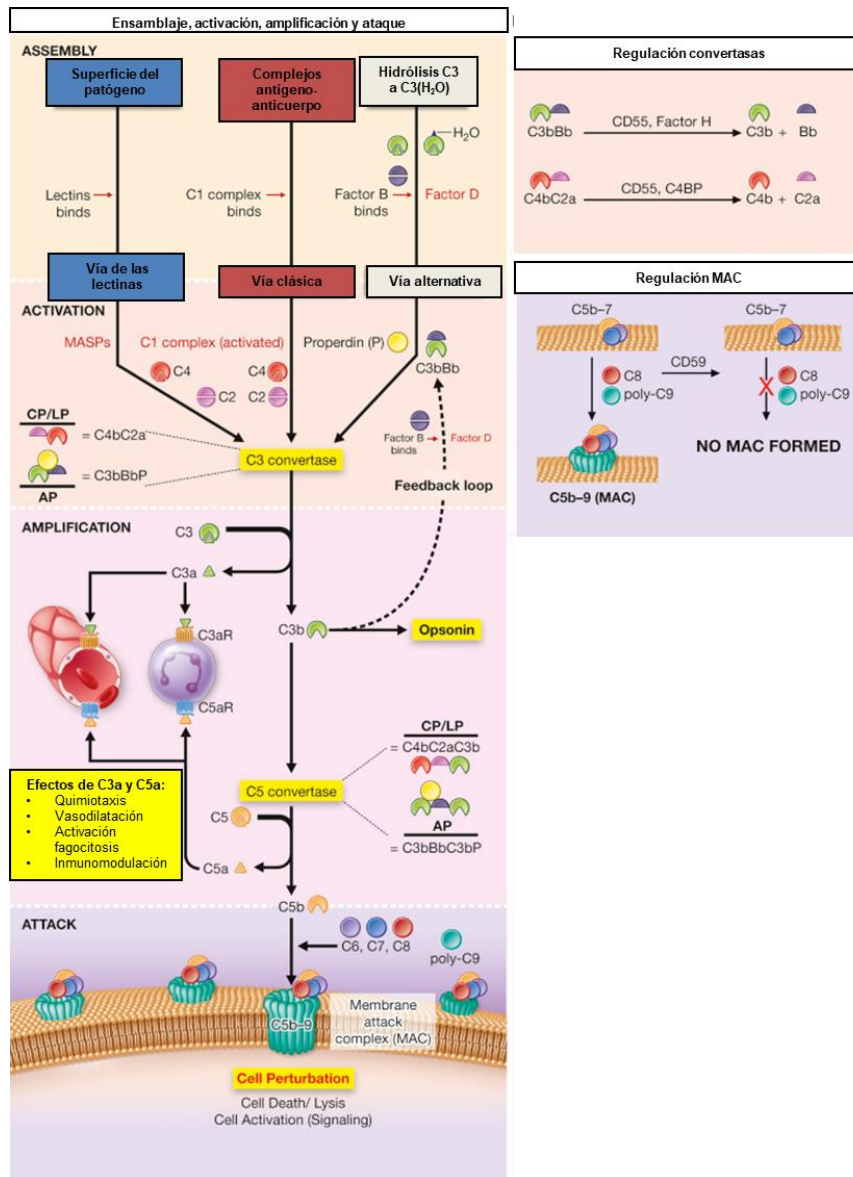 Ensamblaje, activación, amplificación y ataque
ASSEMBLY
Superficie del
patógeno
Complejos
antígeno-
anticuerpo
Hidrólisis C3
a C3(H₂O)
H₂O
Lectins
binds
C1 complex
binds
Factor B
binds
Factor D
Vía de las
lectinas
Vía clásica
Vía alternativa
ACTIVATION
MASPs
C1 complex (activated)
Properdin (P)
C4
C4
C2
C2
C3bBb
CP/LP
= C4bC2a
= C3bBbP
AP
C3 convertase
Factor B
binds
Factor D
Feedback loop
AMPLIFICATION
C3
C3a
C3aR
C5aR
C3b
Opsonin
CP/LP
= C4bC2aC3b
AP
= C3bBbC3bP
C5 convertase
C5
C5a
Efectos de C3a y C5a:
• Quimiotaxis
• Vasodilatación
• Activación
fagocitosis
• Inmunomodulación
C5b
ATTACK
C6, C7, C8
poly-C9
C5b–9
Membrane
attack
complex (MAC)
Cell Perturbation
Cell Death/ Lysis
Cell Activation (Signaling)
Regulación convertasas
C3bBb
CD55, Factor H
C3b + Bb
C4bC2a
CD55, C4BP
C4b + C2a
Regulación MAC
C5b–7
C5b–7
C8
poly-C9
CD59
C8
poly-C9
X
NO MAC FORMED
C5b–9 (MAC)